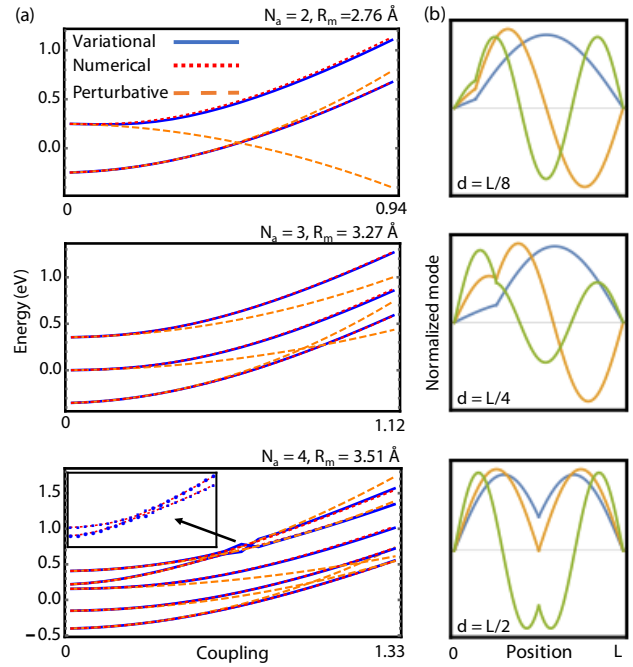 (a)
N_a = 2, R_m =2.76 Å
(b)
Variational
Numerical
Perturbative
1.0
0.5
0.0
0
0.94
d = L/8
N_a = 3, R_m = 3.27 Å
Energy (eV)
1.0
0.5
0.0
0
1.12
Normalized mode
d = L/4
N_a = 4, R_m = 3.51 Å
1.5
1.0
0.5
0.0
−0.5
0
Coupling
1.33
d = L/2
0
Position
L